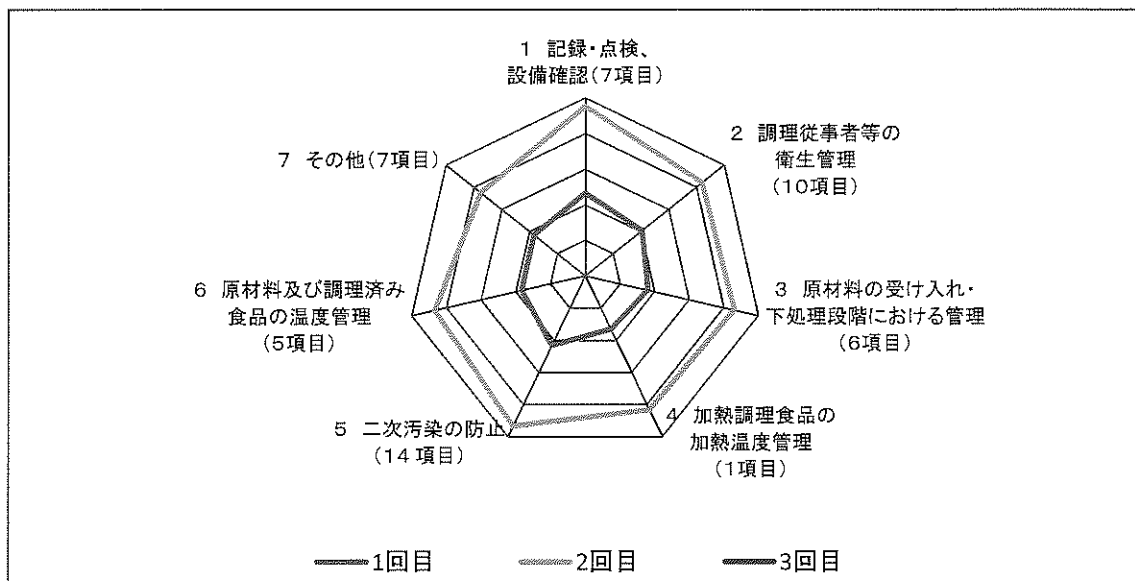 1 記録・点検、
設備確認(7項目)
2 調理従事者等の
衛生管理
(10項目)
3 原材料の受け入れ・
下処理段階における管理
(6項目)
4 加熱調理食品の
加熱温度管理
(1項目)
5 二次汚染の防止
(14項目)
6 原材料及び調理済み
食品の温度管理
(5項目)
7 その他(7項目)
1回目 2回目 3回目